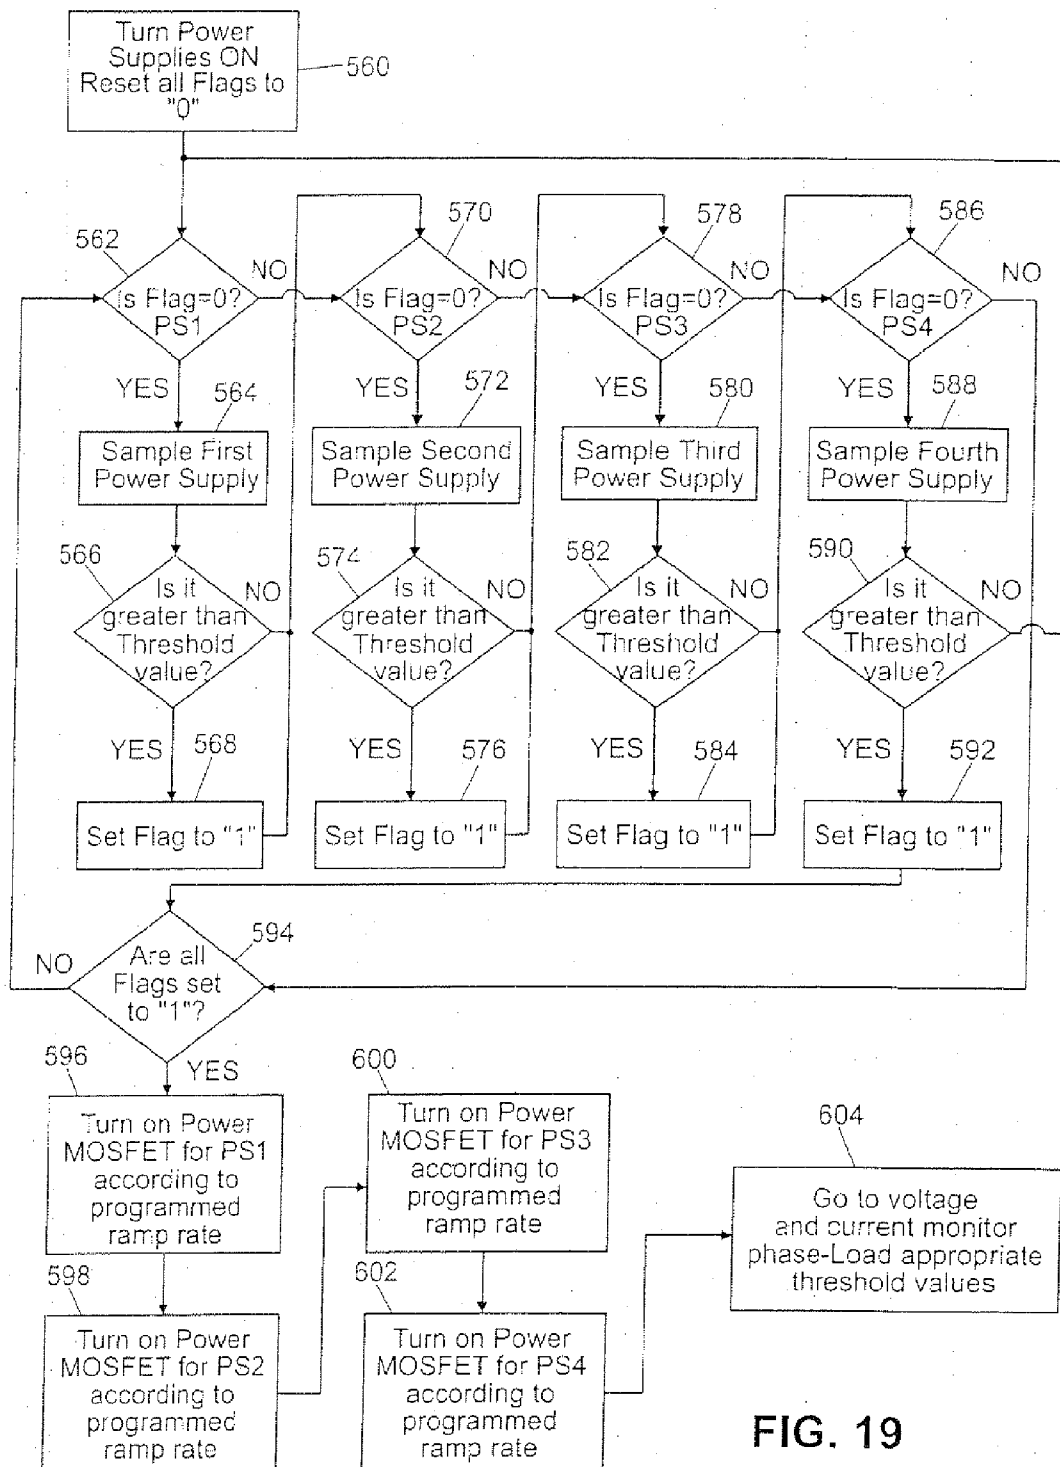 Turn Power
Supplies ON
Reset all Flags to
"0"
560
562
Is Flag=0?
PS1
NO
YES
570
Is Flag=0?
PS2
NO
YES
578
Is Flag=0?
PS3
NO
YES
586
Is Flag=0?
PS4
NO
YES
564
Sample First
Power Supply
572
Sample Second
Power Supply
580
Sample Third
Power Supply
588
Sample Fourth
Power Supply
566
Is it
greater than
Threshold
value?
NO
YES
574
Is it
greater than
Threshold
value?
NO
YES
582
Is it
greater than
Threshold
value?
NO
YES
590
Is it
greater than
Threshold
value?
NO
YES
568
Set Flag to "1"
576
Set Flag to "1"
584
Set Flag to "1"
592
Set Flag to "1"
594
Are all
Flags set
to "1"?
NO
YES
596
Turn on Power
MOSFET for PS1
according to
programmed
ramp rate
598
Turn on Power
MOSFET for PS2
according to
programmed
ramp rate
600
Turn on Power
MOSFET for PS3
according to
programmed
ramp rate
602
Turn on Power
MOSFET for PS4
according to
programmed
ramp rate
604
Go to voltage
and current monitor
phase-Load appropriate
threshold values
FIG. 19